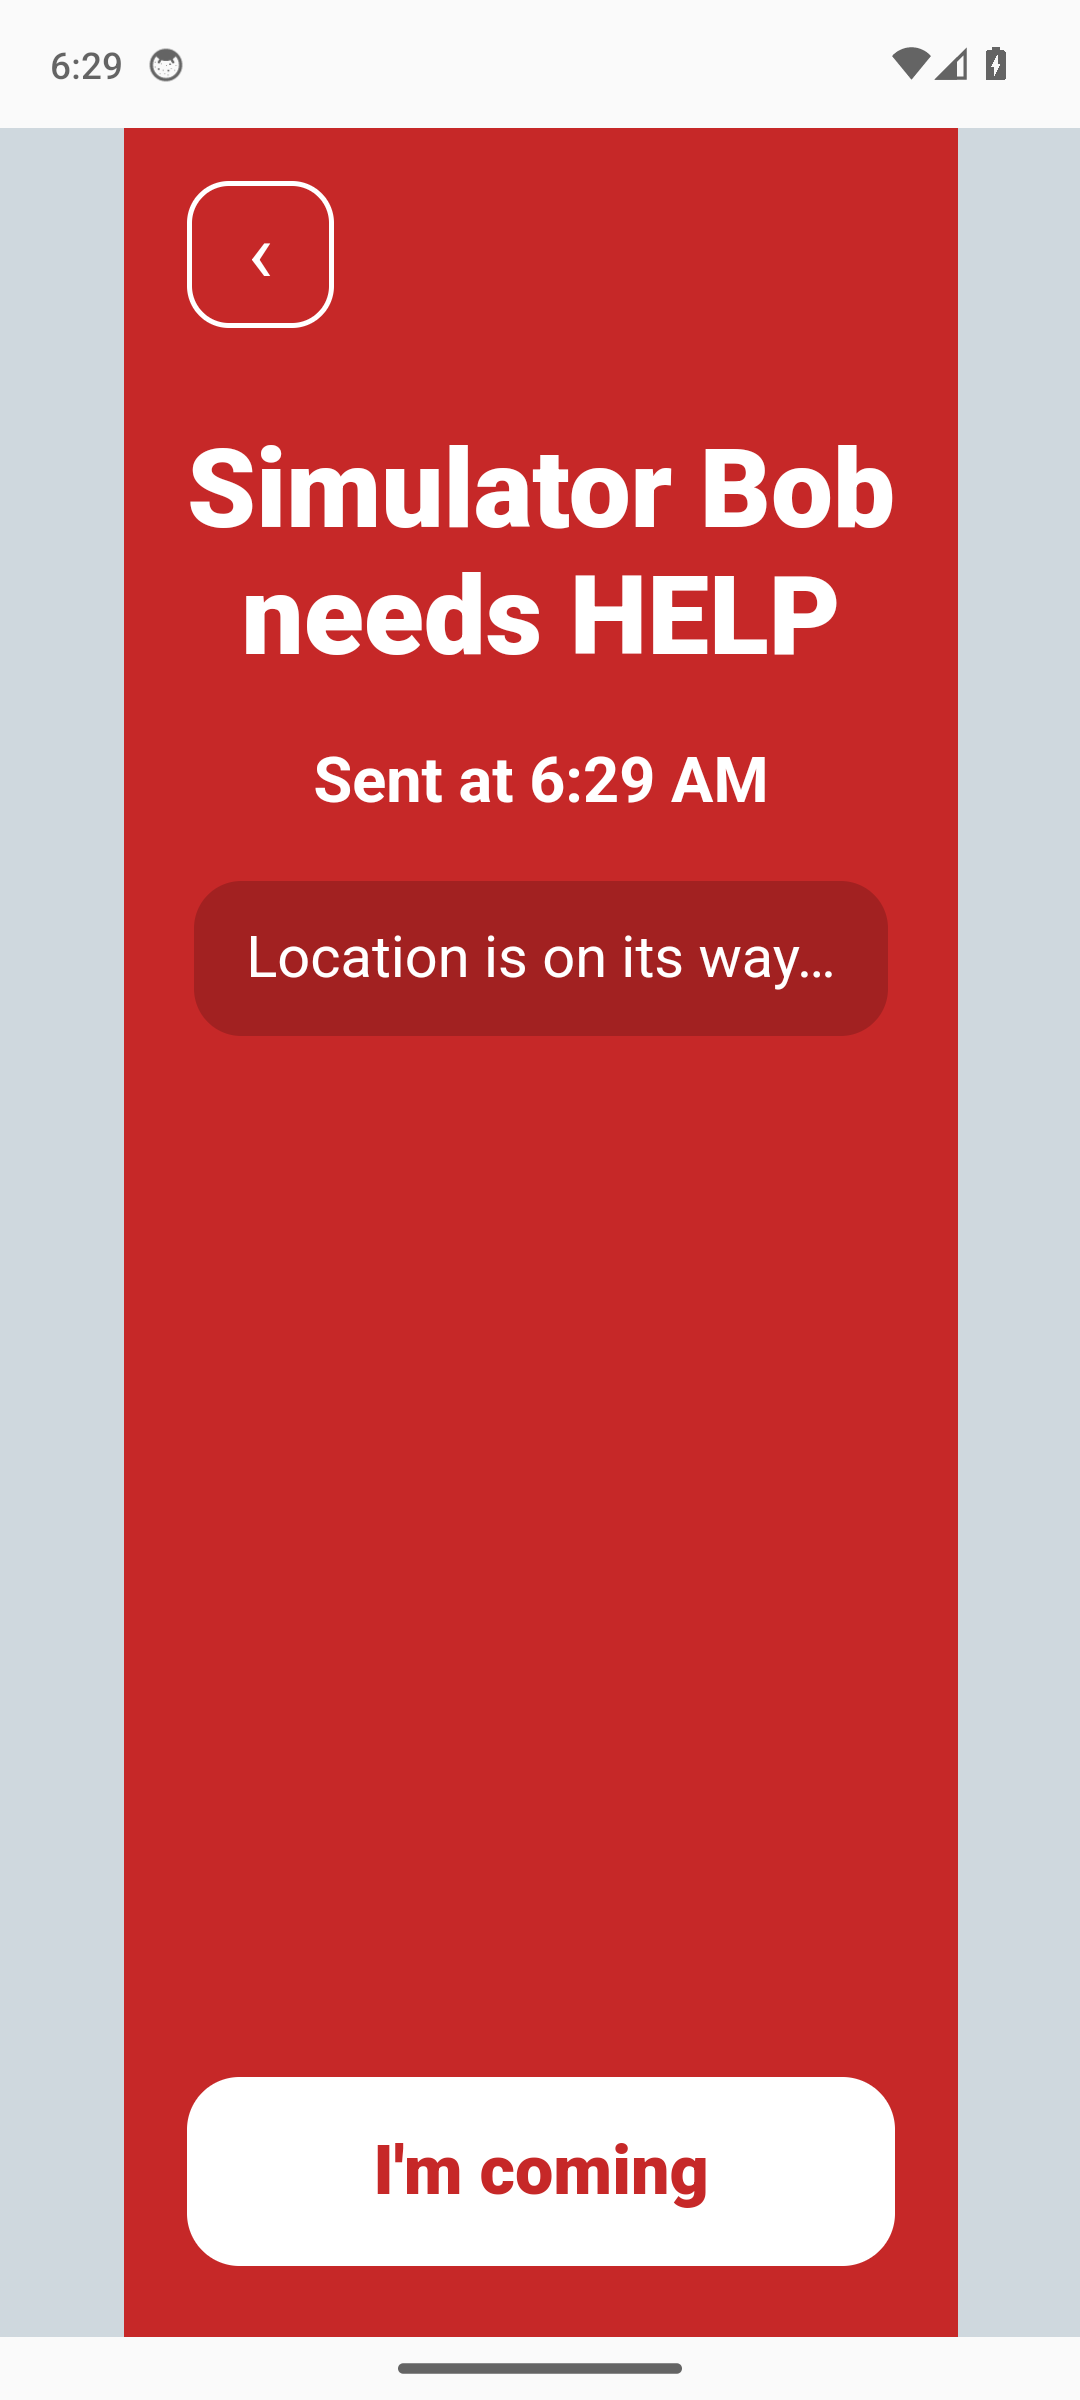 6:29
‹
Simulator Bob
needs HELP
Sent at 6:29 AM
Location is on its way…
I'm coming